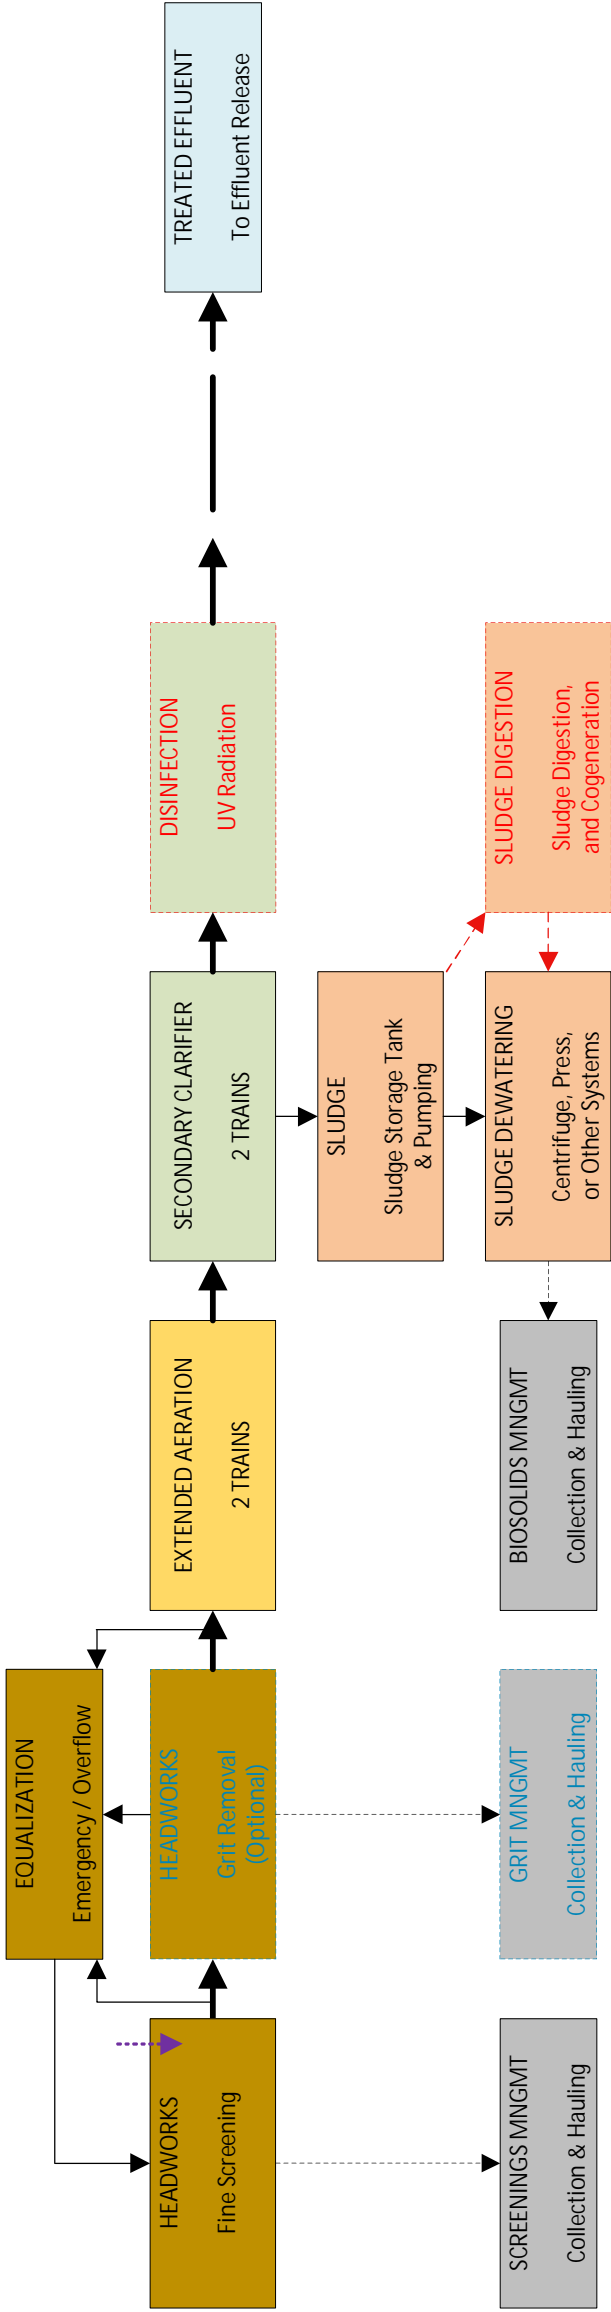 EQUALIZATION
Emergency / Overflow
HEADWORKS
Fine Screening
HEADWORKS
Grit Removal
(Optional)
EXTENDED AERATION
2 TRAINS
SECONDARY CLARIFIER
2 TRAINS
DISINFECTION
UV Radiation
TREATED EFFLUENT
To Effluent Release
SLUDGE
Sludge Storage Tank
& Pumping
SCREENINGS MNGMT
Collection & Hauling
GRIT MNGMT
Collection & Hauling
BIOSOLIDS MNGMT
Collection & Hauling
SLUDGE DEWATERING
Centrifuge, Press,
or Other Systems
SLUDGE DIGESTION
Sludge Digestion,
and Cogeneration